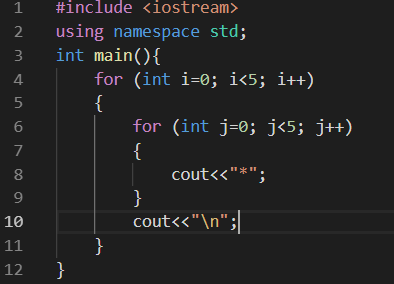 1 #include <iostream>
2 using namespace std;
3 int main(){
4     for (int i=0; i<5; i++)
5     {
6         for (int j=0; j<5; j++)
7         {
8             cout<<"*";
9         }
10         cout<<"\n";
11     }
12 }